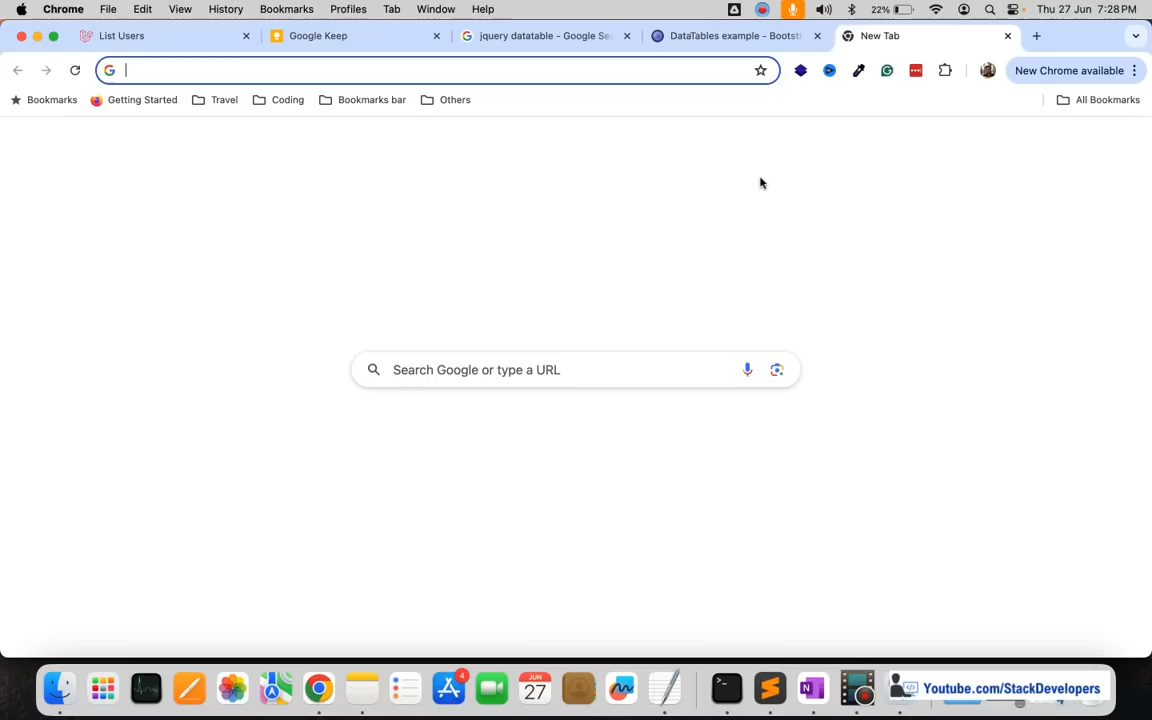 Chrome File Edit View History Bookmarks Profiles Tab Window Help 22% Thu 27 Jun 7:28 PM
List Users Google Keep jquery datatable - Google Se DataTables example - Bootst New Tab
New Chrome available
Bookmarks Getting Started Travel Coding Bookmarks bar Others All Bookmarks
Search Google or type a URL
4
JUN
27
Youtube.com/StackDevelopers